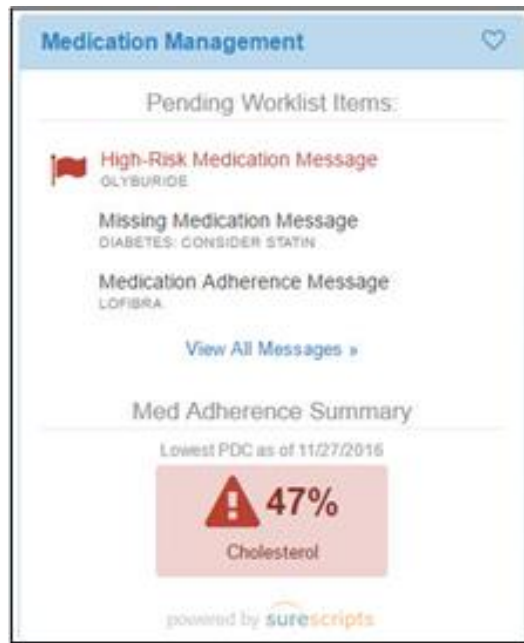 Medication Management
Pending Worklist Items:
High-Risk Medication Message
GLYBURIDE
Missing Medication Message
DIABETES: CONSIDER STATIN
Medication Adherence Message
LOFIBRA
View All Messages »
Med Adherence Summary
Lowest PDC as of 11/27/2016
47%
Cholesterol
powered by surescripts